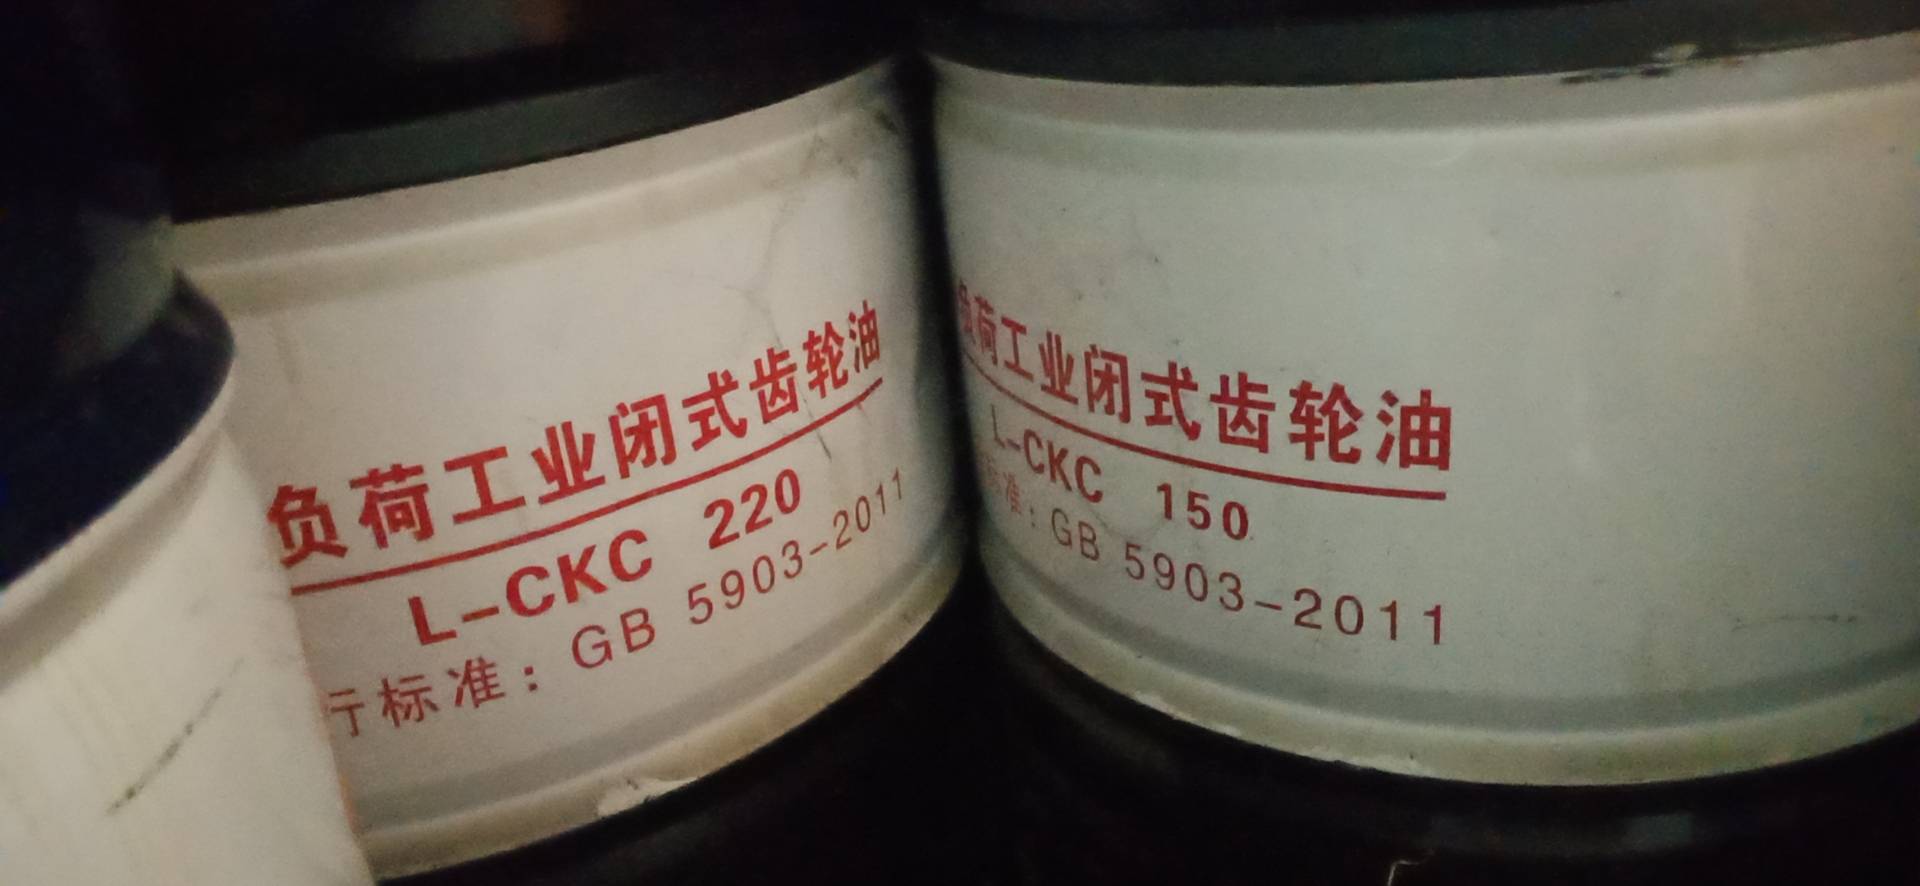 负荷工业闭式齿轮油
L-CKC 220
行标准：GB 5903-2011
负荷工业闭式齿轮油
L-CKC 150
标准：GB 5903-2011